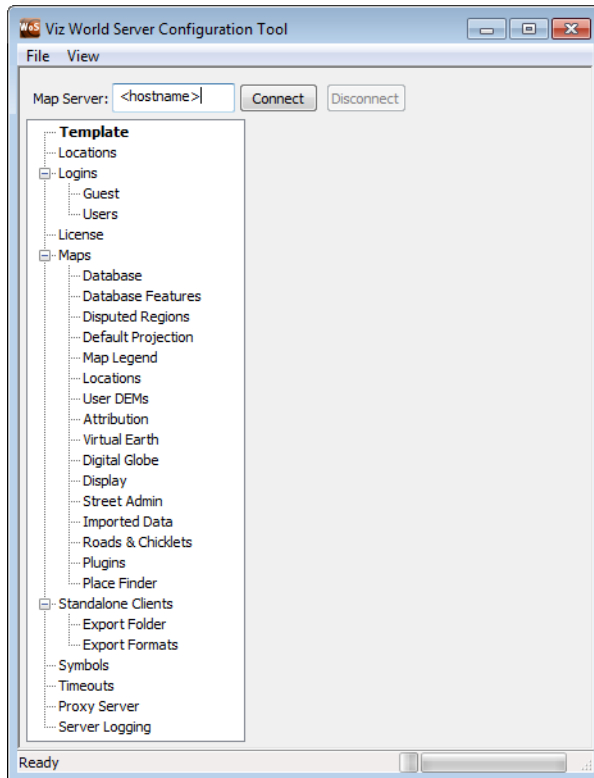 WoS Viz World Server Configuration Tool
File View
Map Server: <hostname> Connect Disconnect
Template
Locations
Logins
Guest
Users
License
Maps
Database
Database Features
Disputed Regions
Default Projection
Map Legend
Locations
User DEMs
Attribution
Virtual Earth
Digital Globe
Display
Street Admin
Imported Data
Roads & Chicklets
Plugins
Place Finder
Standalone Clients
Export Folder
Export Formats
Symbols
Timeouts
Proxy Server
Server Logging
Ready